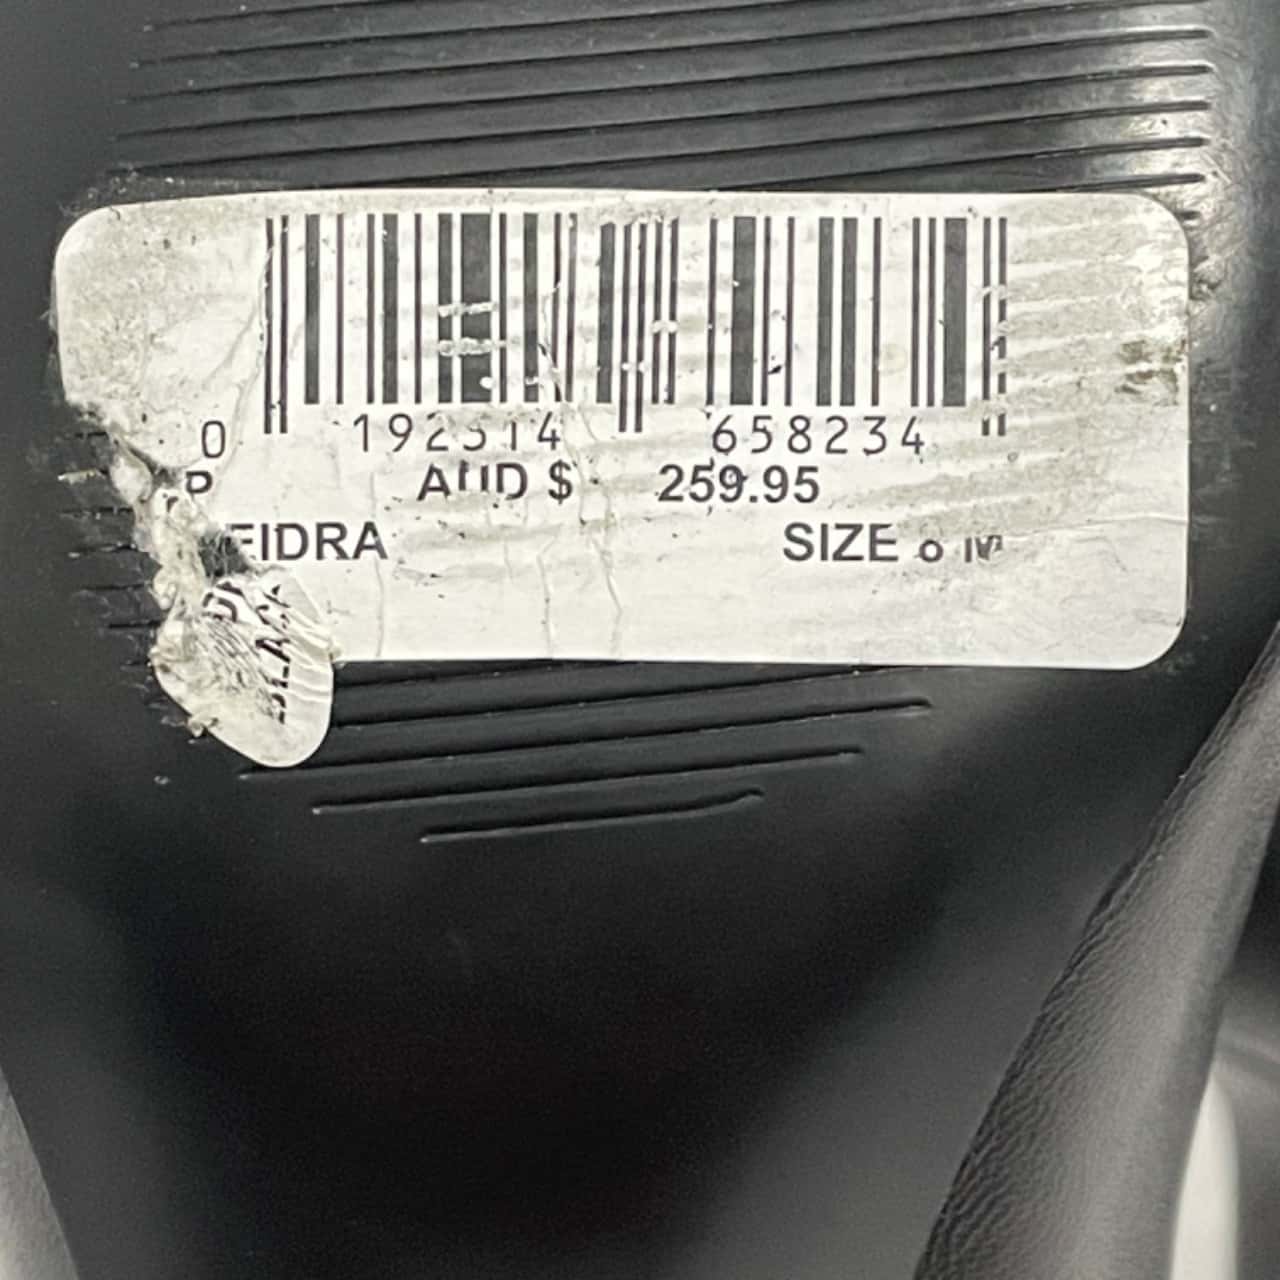 0 192314 658234
P AUD $ 259.95
EIDRA SIZE